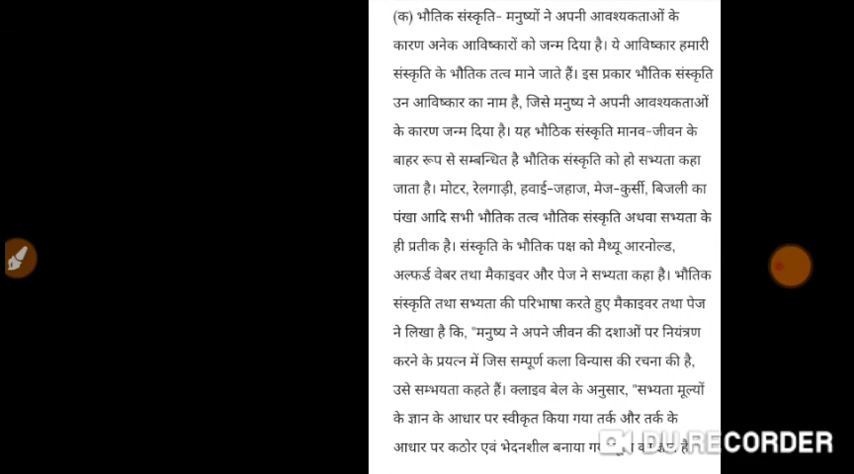 (क) भौतिक संस्कृति- मनुष्यों ने अपनी आवश्यकताओं के
कारण अनेक आविष्कारों को जन्म दिया है। ये आविष्कार हमारी
संस्कृति के भौतिक तत्व माने जाते हैं। इस प्रकार भौतिक संस्कृति
उन आविष्कार का नाम है, जिसे मनुष्य ने अपनी आवश्यकताओं
के कारण जन्म दिया है। यह भौठिक संस्कृति मानव-जीवन के
बाहर रूप से सम्बन्धित है भौतिक संस्कृति को हो सभ्यता कहा
जाता है। मोटर, रेलगाड़ी, हवाई-जहाज, मेज-कुर्सी, बिजली का
पंखा आदि सभी भौतिक तत्व भौतिक संस्कृति अथवा सभ्यता के
ही प्रतीक है। संस्कृति के भौतिक पक्ष को मैथ्यू आरनोल्ड,
अल्फर्ड वेबर तथा मैकाइवर और पेज ने सभ्यता कहा है। भौतिक
संस्कृति तथा सभ्यता की परिभाषा करते हुए मैकाइवर तथा पेज
ने लिखा है कि, "मनुष्य ने अपने जीवन की दशाओं पर नियंत्रण
करने के प्रयत्न में जिस सम्पूर्ण कला विन्यास की रचना की है,
उसे सम्भयता कहते हैं। क्लाइव बेल के अनुसार, "सभ्यता मूल्यों
के ज्ञान के आधार पर स्वीकृत किया गया तर्क और तर्क के
आधार पर कठोर एवं भेदनशील बनाया है
DU RECORDER